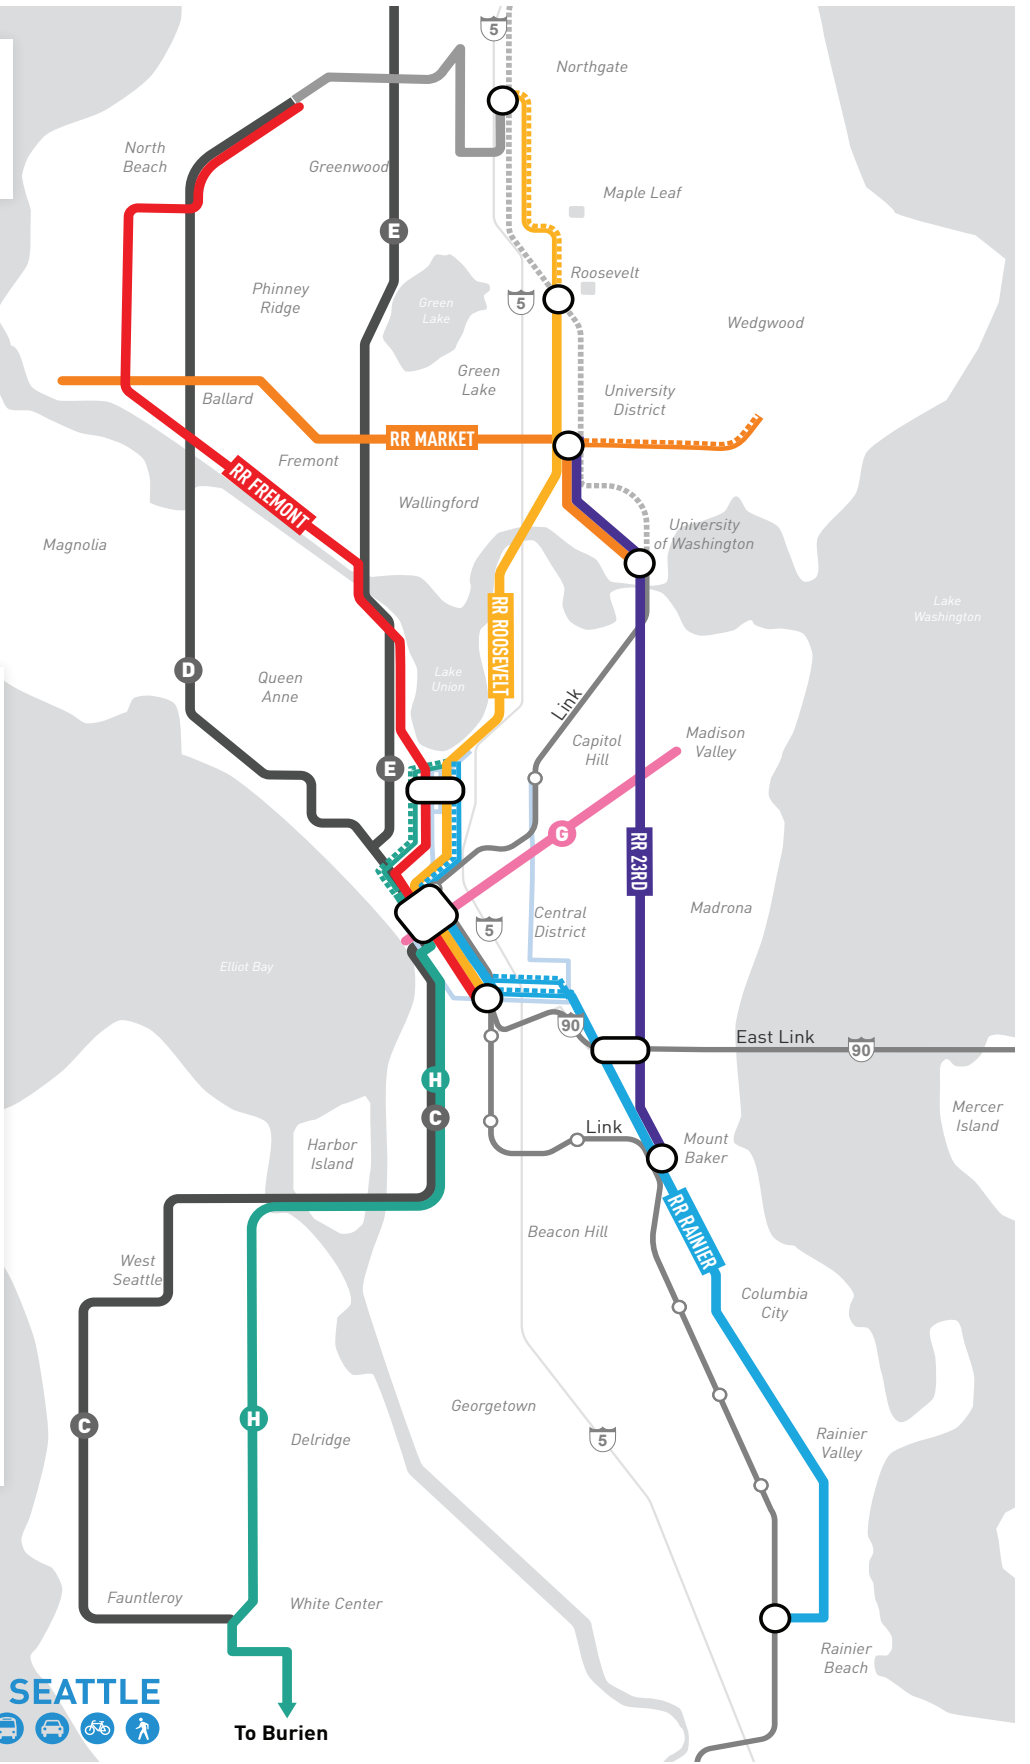 5
Northgate
North
Beach
Greenwood
Maple Leaf
E
Roosevelt
Phinney
Ridge
Green
Lake
5
Wedgwood
Green
Lake
University
District
Ballard
RR MARKET
Fremont
RR FREMONT
Wallingford
University
of Washington
Magnolia
Lake
Washington
RR ROOSEVELT
D
Queen
Anne
Lake
Union
Link
Capitol
Hill
Madison
Valley
E
G
RR 23RD
Central
District
Madrona
5
Elliot Bay
90
East Link
90
H
C
Link
Mercer
Island
Harbor
Island
Mount
Baker
RR RAINIER
Beacon Hill
West
Seattle
Columbia
City
C
H
Georgetown
Delridge
5
Rainier
Valley
Fauntleroy
White Center
Rainier
Beach
SEATTLE
To Burien